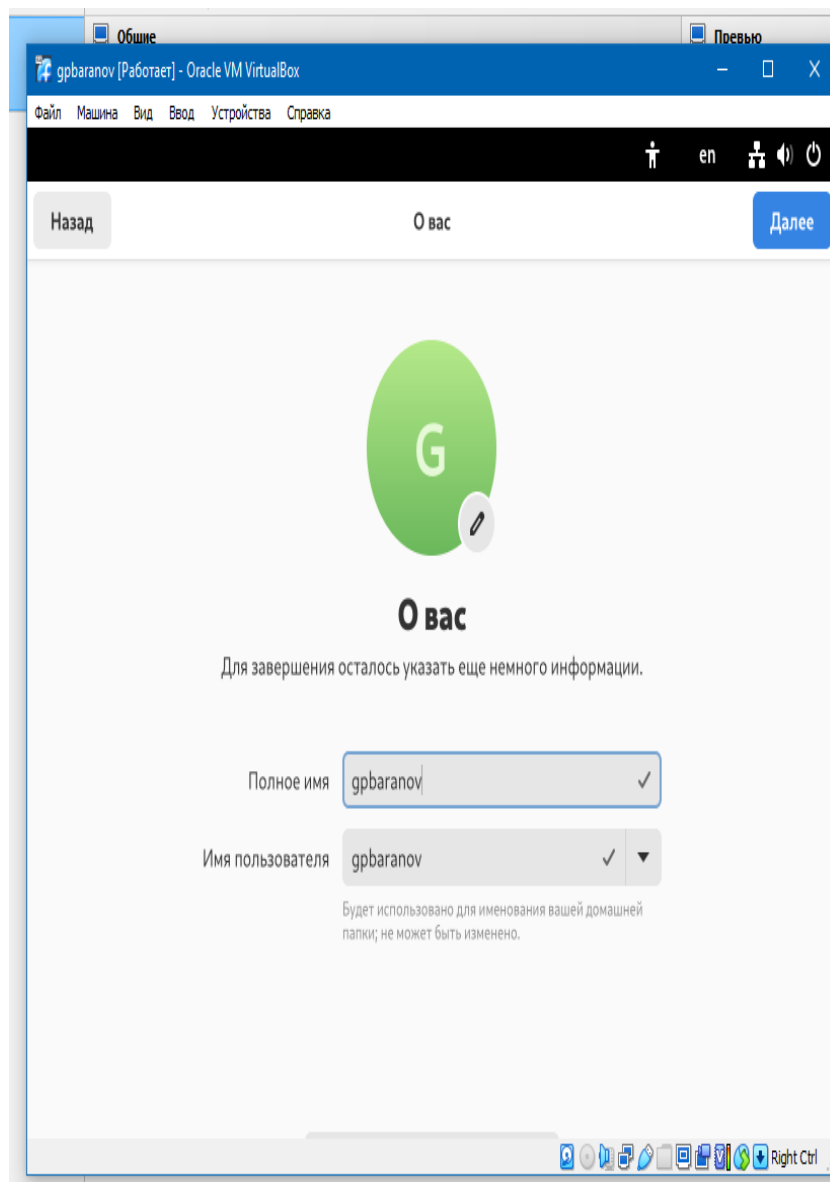 Общие
Превью
gpbaranov [Работает] - Oracle VM VirtualBox
Файл Машина Вид Ввод Устройства Справка
en
Назад
О вас
Далее
G
О вас
Для завершения осталось указать еще немного информации.
Полное имя gpbaranov
Имя пользователя gpbaranov
Будет использовано для именования вашей домашней
папки; не может быть изменено.
Right Ctrl